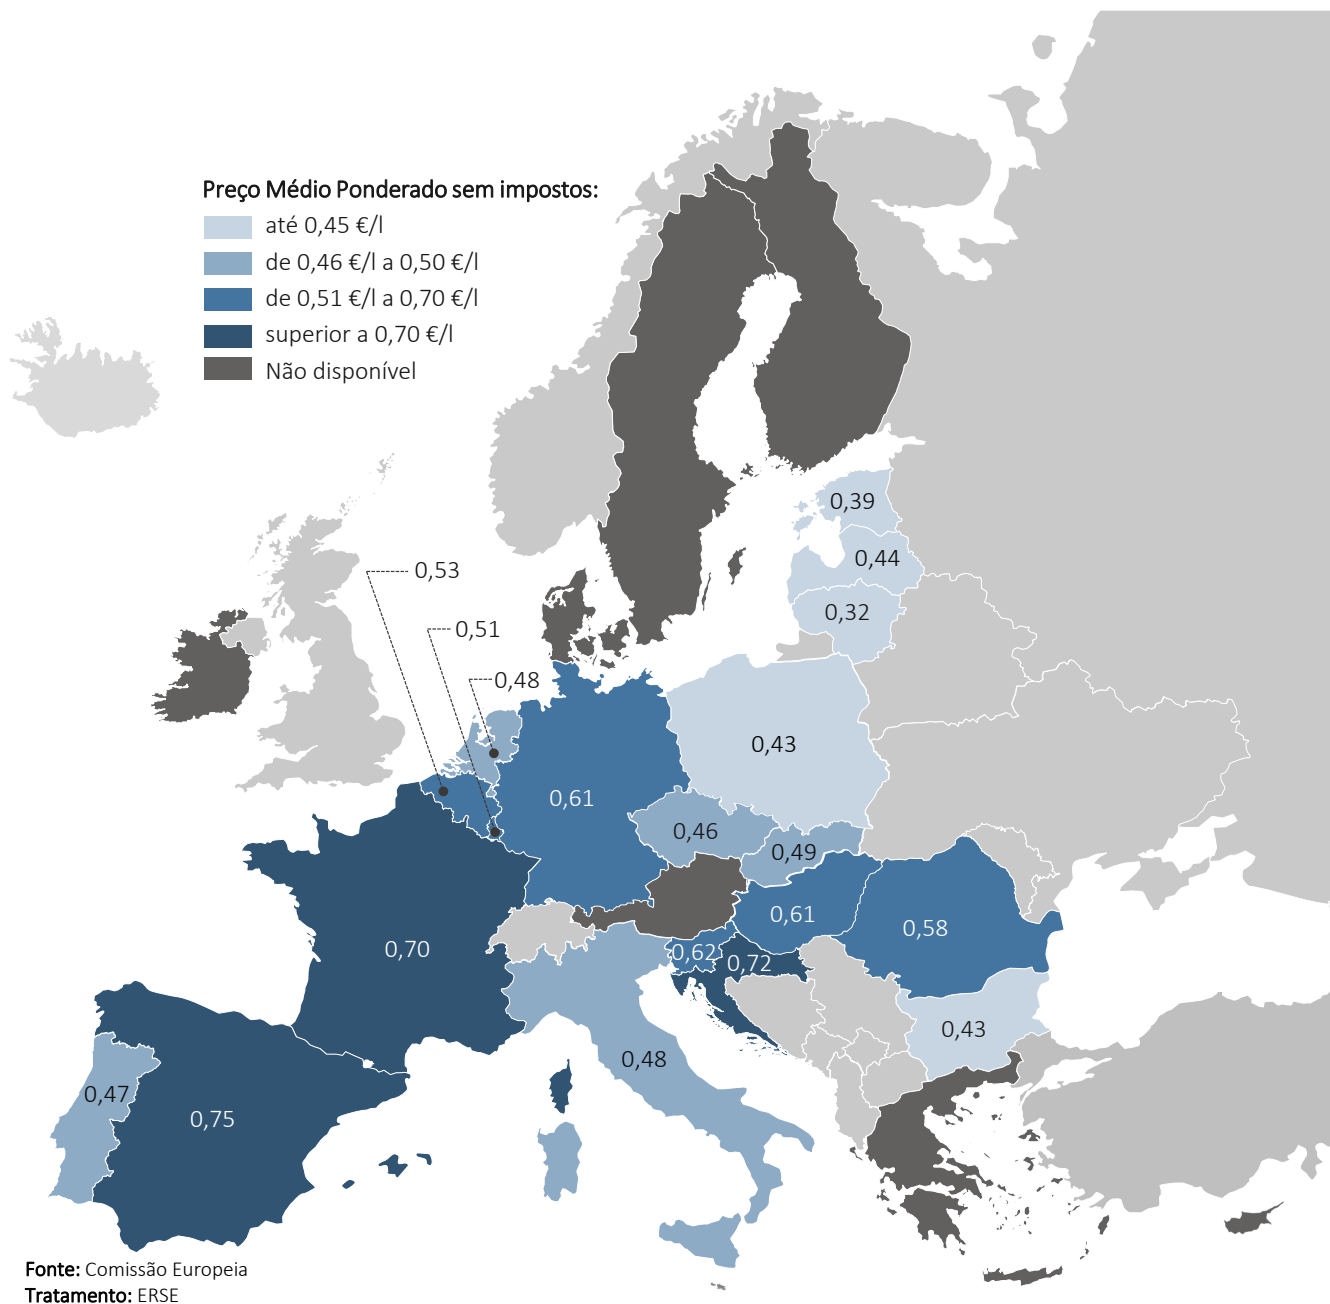 Preço Médio Ponderado sem impostos:
até 0,45 €/l
de 0,46 €/l a 0,50 €/l
de 0,51 €/l a 0,70 €/l
superior a 0,70 €/l
Não disponível
0,39
0,44
0,53
0,32
0,51
0,48
0,43
0,61
0,46
0,49
0,61
0,58
0,70
0,62
0,72
0,43
0,48
0,47
0,75
Fonte: Comissão Europeia
Tratamento: ERSE